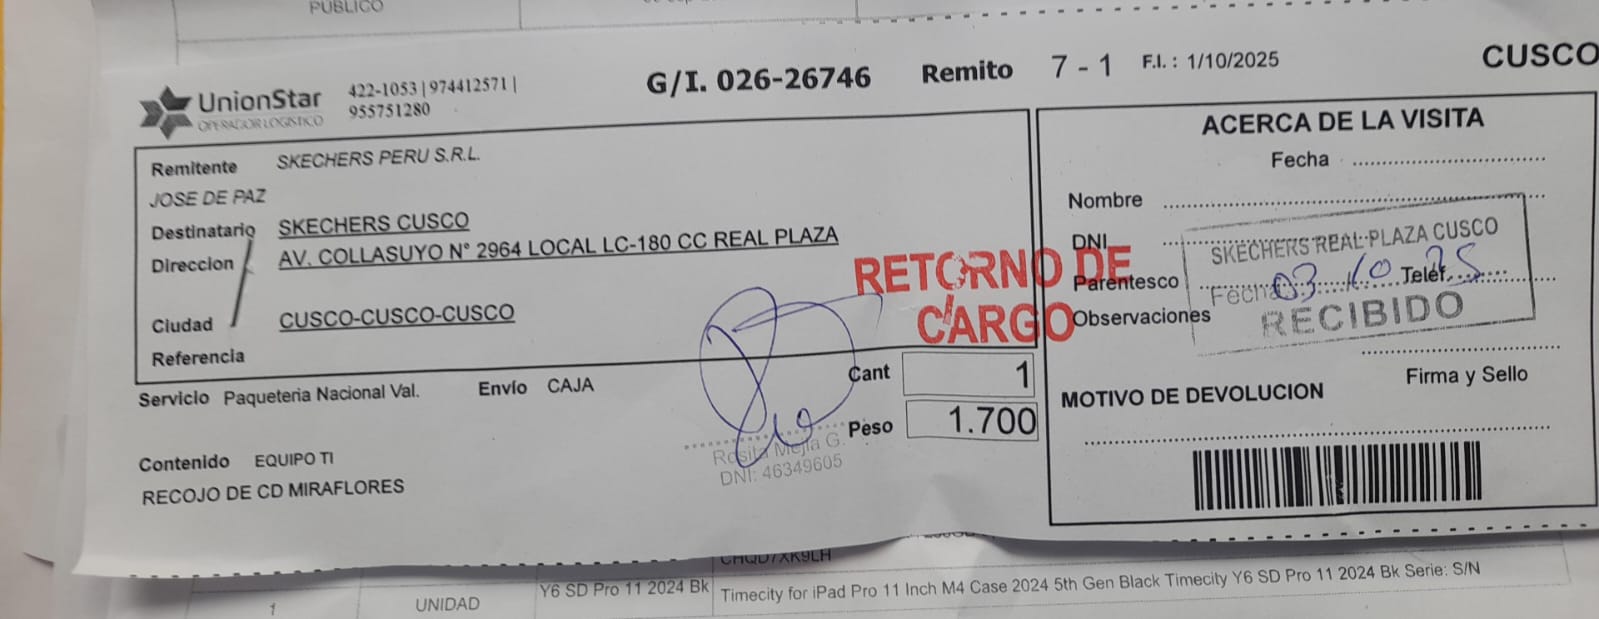 PUBLICO
UnionStar
OPERADOR LOGISTICO
422-1053 | 974412571 |
955751280
G/I. 026-26746 Remito 7 - 1 F.I. : 1/10/2025 CUSCO
Remitente SKECHERS PERU S.R.L.
JOSE DE PAZ
Destinatario SKECHERS CUSCO
Direccion AV. COLLASUYO N° 2964 LOCAL LC-180 CC REAL PLAZA
Ciudad CUSCO-CUSCO-CUSCO
Referencia
RETORNO DE
CARGO
Servicio Paqueteria Nacional Val. Envío CAJA
Cant 1
Peso 1.700
Rosita Mejia G.
DNI: 46349605
Contenido EQUIPO TI
RECOJO DE CD MIRAFLORES
ACERCA DE LA VISITA
Fecha
Nombre
DNI
Parentesco Telef.
Observaciones
SKECHERS REAL PLAZA CUSCO
Fecha 03 10 25
RECIBIDO
Firma y Sello
MOTIVO DE DEVOLUCION
CHQD7XK9LH
1 UNIDAD Y6 SD Pro 11 2024 Bk Timecity for iPad Pro 11 Inch M4 Case 2024 5th Gen Black Timecity Y6 SD Pro 11 2024 Bk Serie: S/N